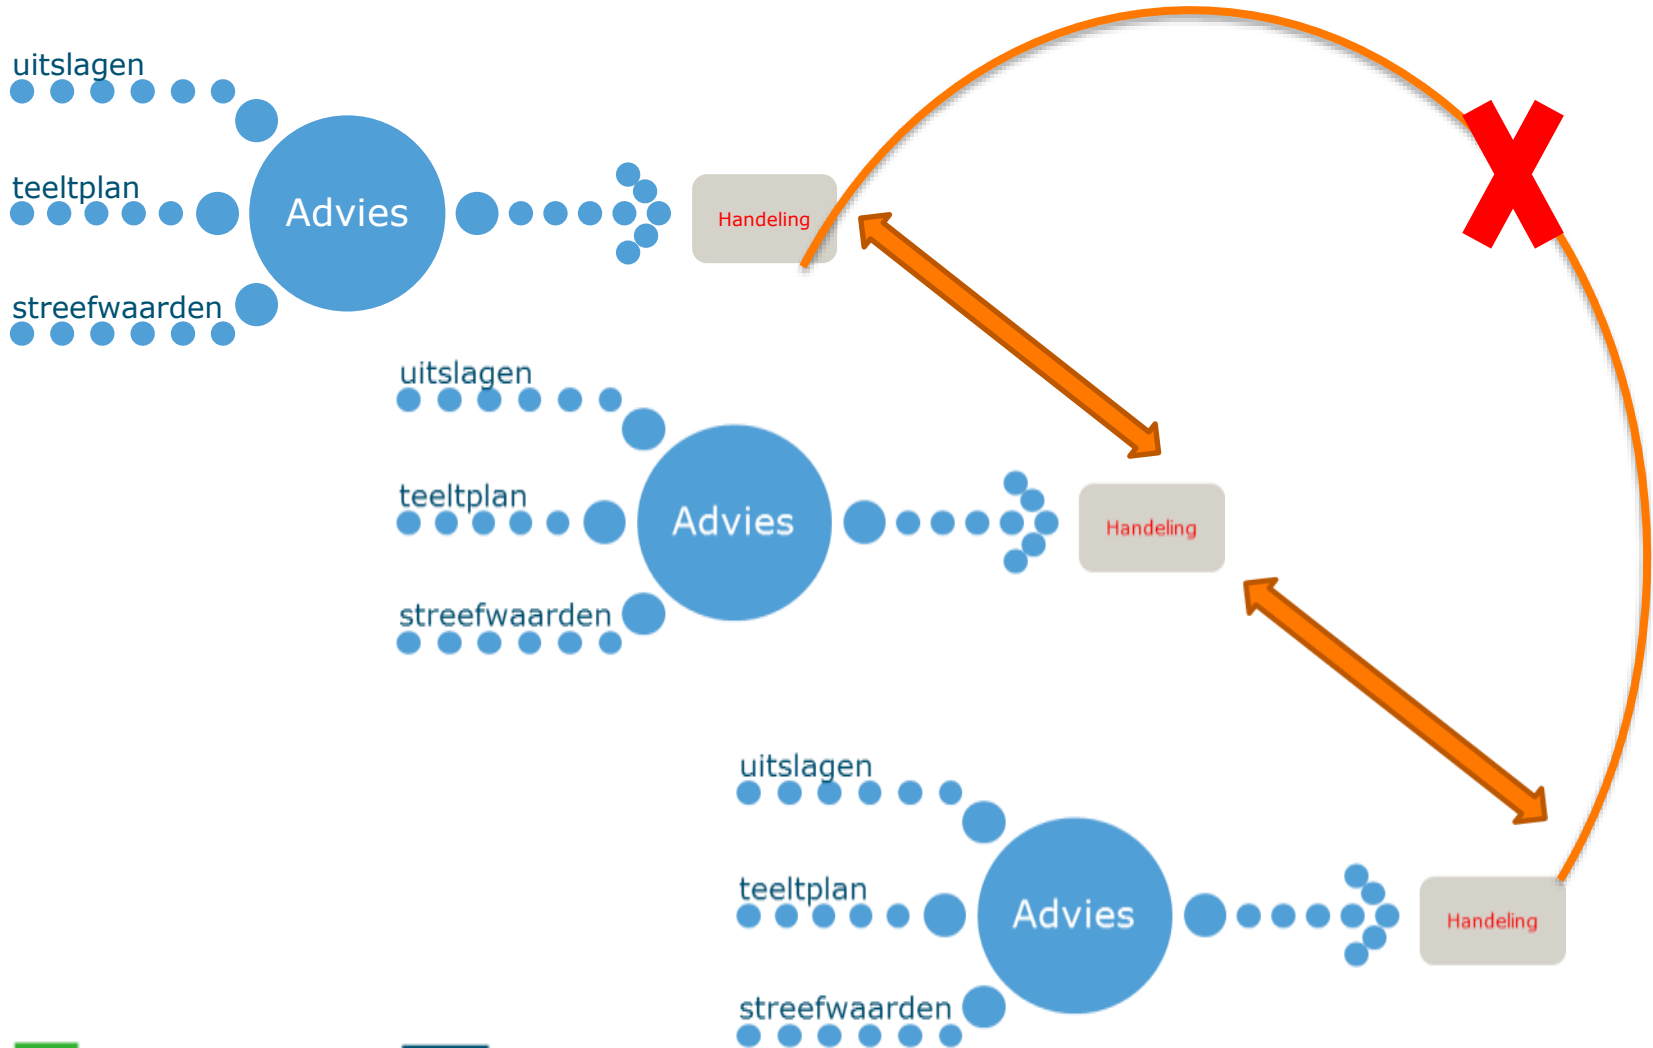 uitslagen
teeltplan
Advies
Handeling
streefwaarden
uitslagen
teeltplan
Advies
Handeling
streefwaarden
uitslagen
teeltplan
Advies
Handeling
streefwaarden